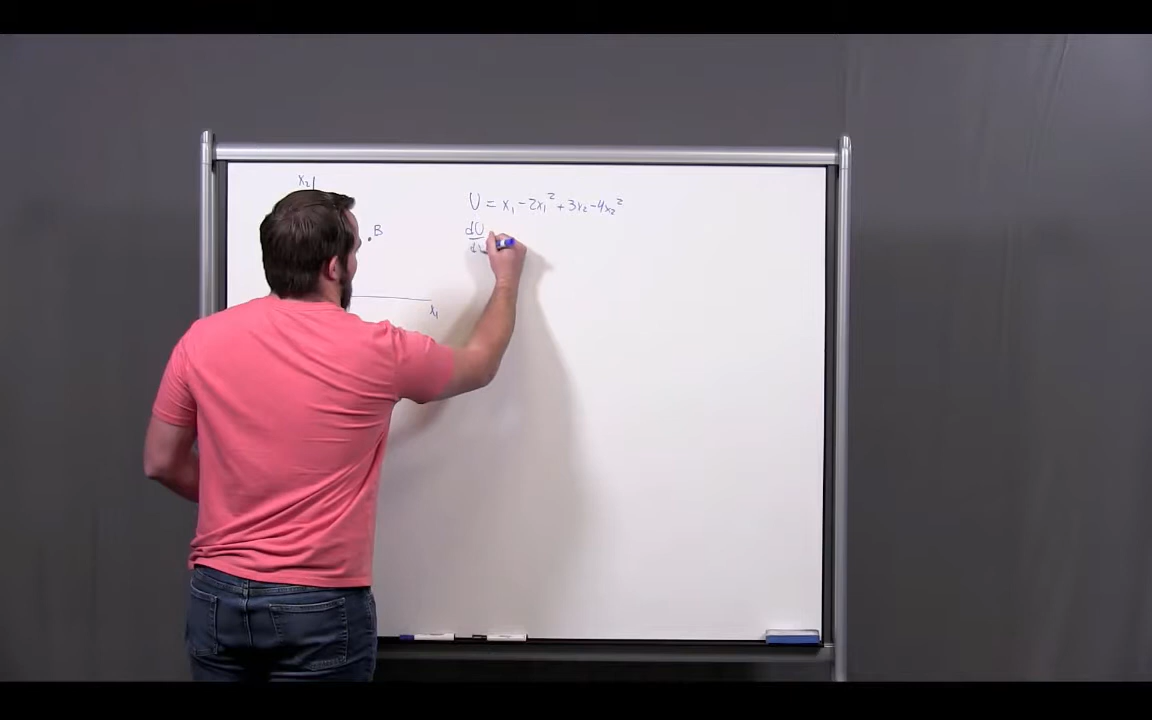 x₂
B
x₁
U = x₁ - 2x₁² + 3x₂ - 4x₂²
dU